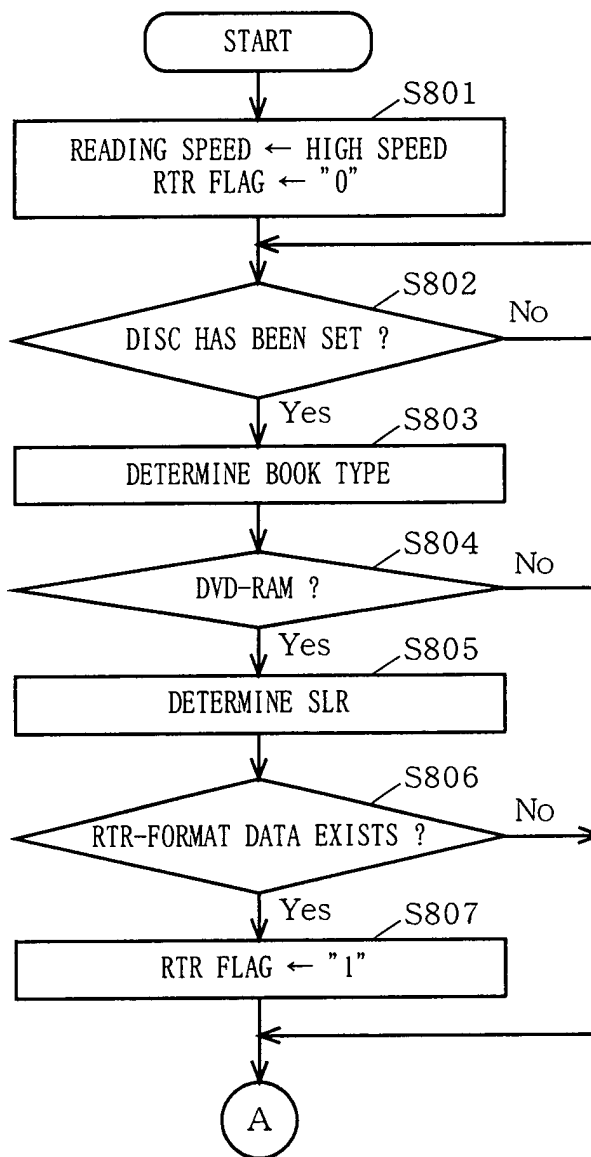 START
S801
READING SPEED ← HIGH SPEED
RTR FLAG ← "0"
S802
DISC HAS BEEN SET ?
No
Yes
S803
DETERMINE BOOK TYPE
S804
DVD-RAM ?
No
Yes
S805
DETERMINE SLR
S806
RTR-FORMAT DATA EXISTS ?
No
Yes
S807
RTR FLAG ← "1"
A